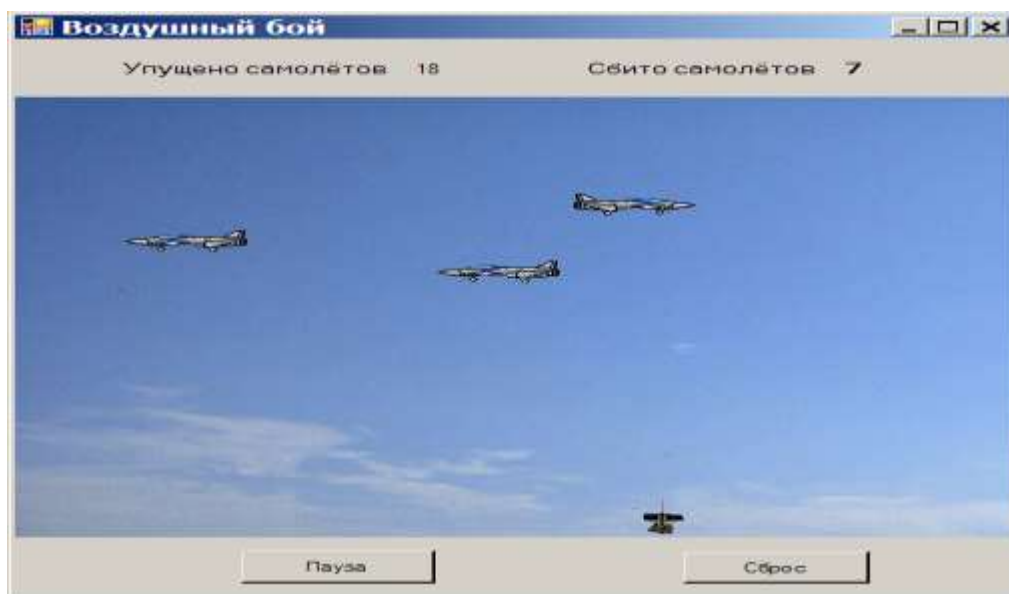 Воздушный бой
Упущено самолётов 18 Сбито самолётов 7
Пауза Сброс